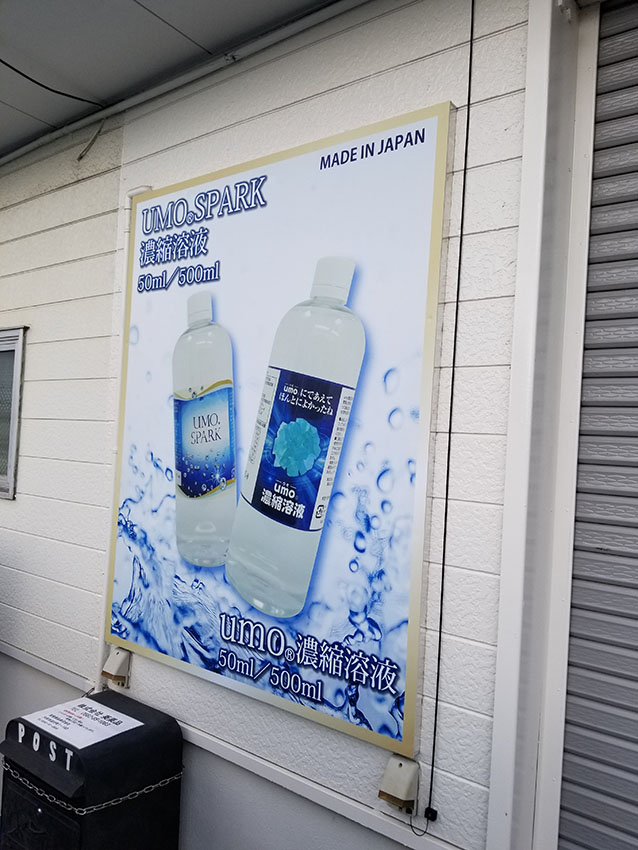 MADE IN JAPAN
UMO®SPARK
濃縮溶液
50ml／500ml
UMO®
SPARK
umo®にであえて
ほんとによかったね
umo®
濃縮溶液
umo®濃縮溶液
50ml／500ml
POST